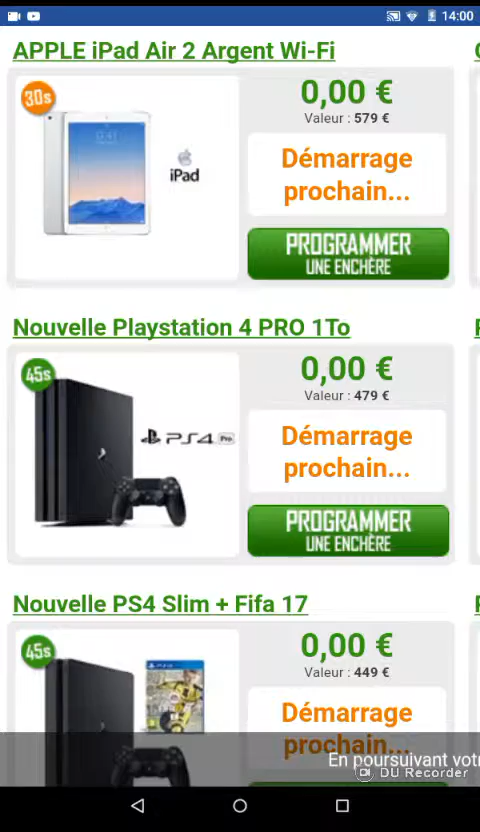 14:00
APPLE iPad Air 2 Argent Wi-Fi
30s
iPad
0,00 €
Valeur : 579 €
Démarrage
prochain...
PROGRAMMER
UNE ENCHÈRE
Nouvelle Playstation 4 PRO 1To
45s
PS4 Pro
0,00 €
Valeur : 479 €
Démarrage
prochain...
PROGRAMMER
UNE ENCHÈRE
Nouvelle PS4 Slim + Fifa 17
45s
0,00 €
Valeur : 449 €
Démarrage
prochain...
En poursuivant votr
DU Recorder